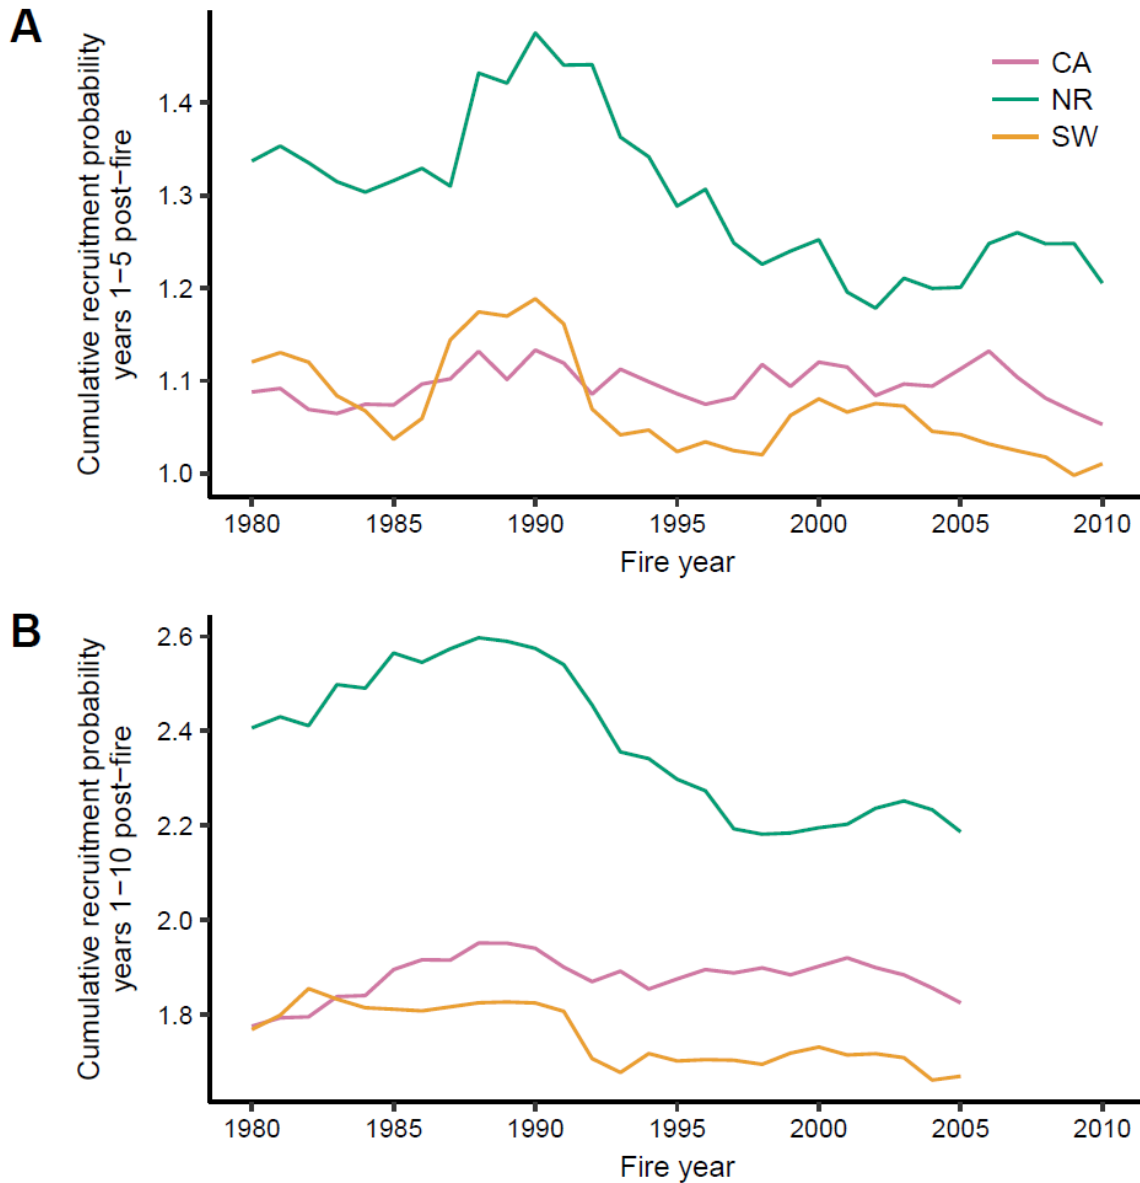 A
Cumulative recruitment probability
years 1−5 post−fire
1.4
1.3
1.2
1.1
1.0
CA
NR
SW
1980 1985 1990 1995 2000 2005 2010
Fire year
B
Cumulative recruitment probability
years 1−10 post−fire
2.6
2.4
2.2
2.0
1.8
1980 1985 1990 1995 2000 2005 2010
Fire year